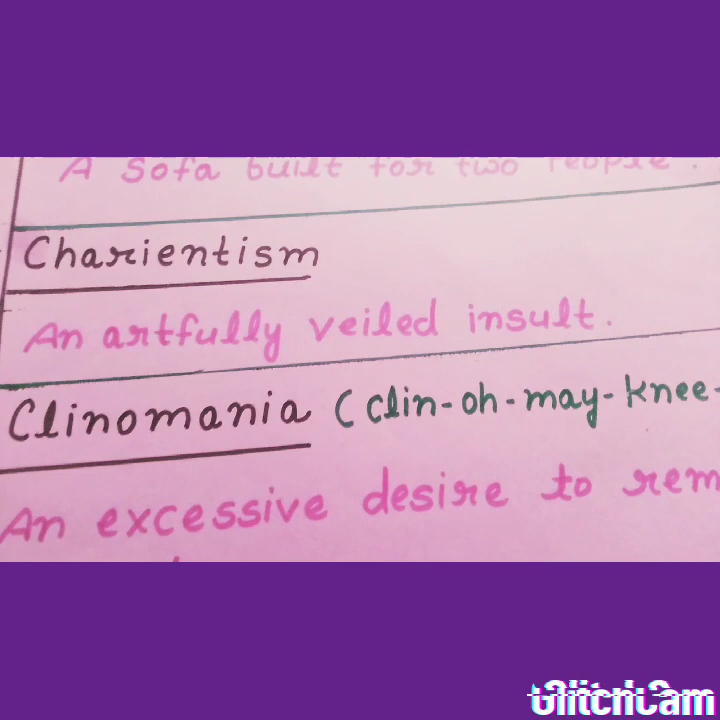 A Sofa built for two People.
Charientism
An artfully veiled insult.
Clinomania (clin-oh-may-knee-
An excessive desire to rem
GlitchCam